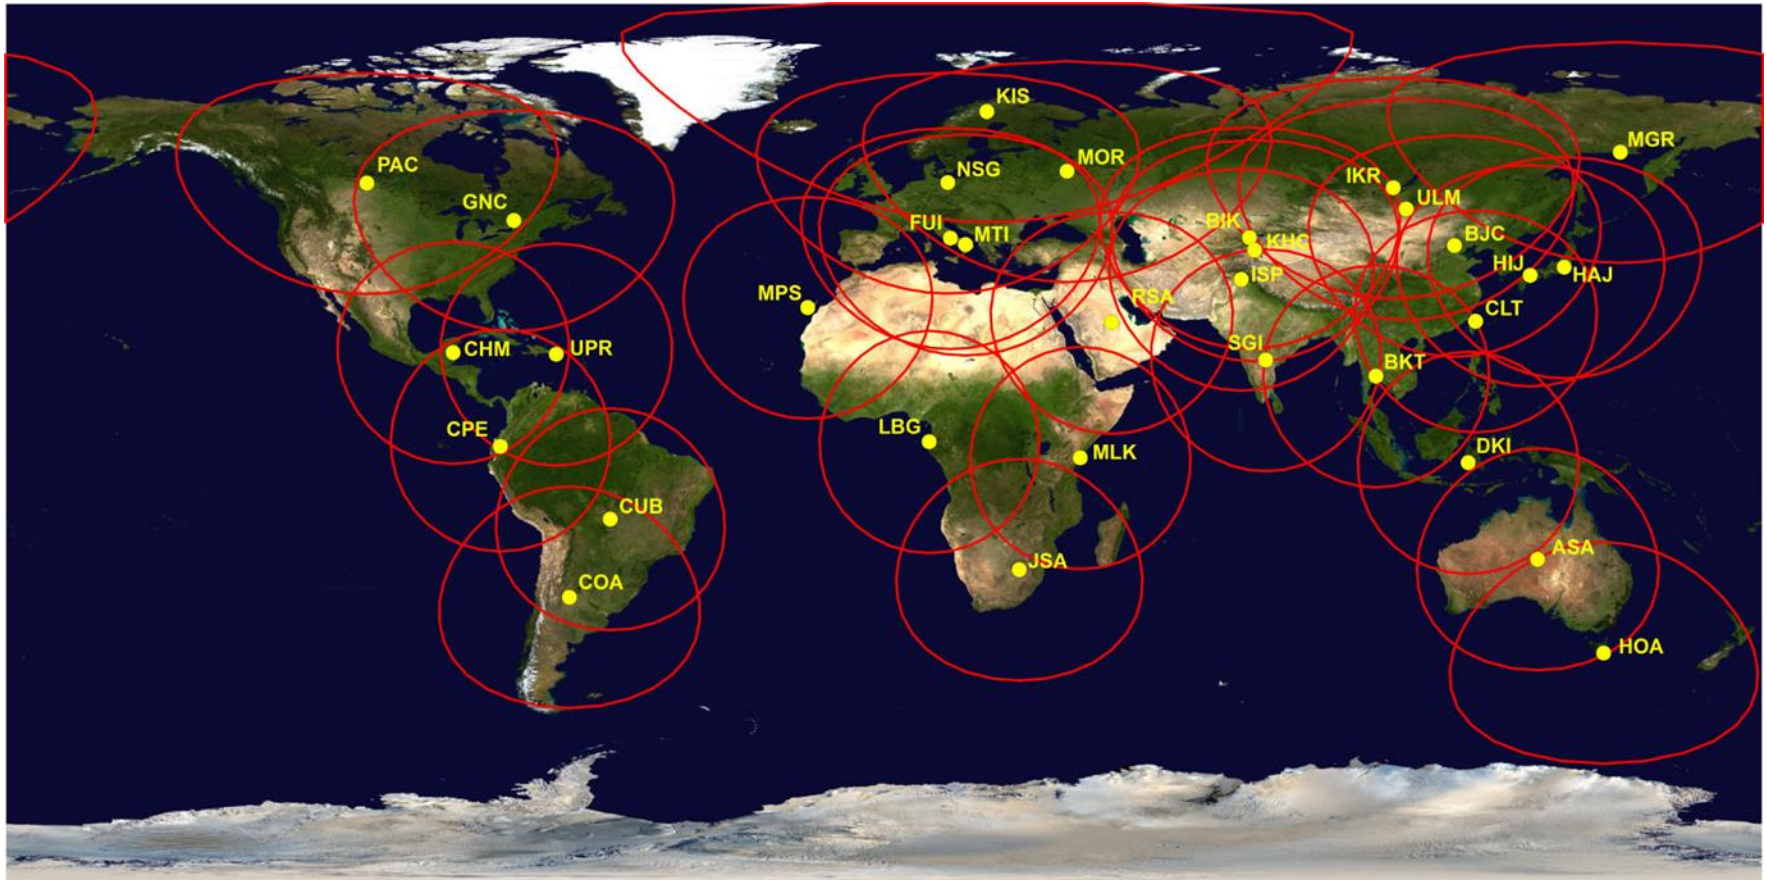 KIS
MGR
PAC
NSG
MOR
IKR
GNC
ULM
FUI
MTI
BIK
KHC
BJC
HIJ
HAJ
ISP
MPS
RSA
CLT
CHM
UPR
SGI
BKT
CPE
LBG
MLK
DKI
CUB
ASA
JSA
COA
HOA